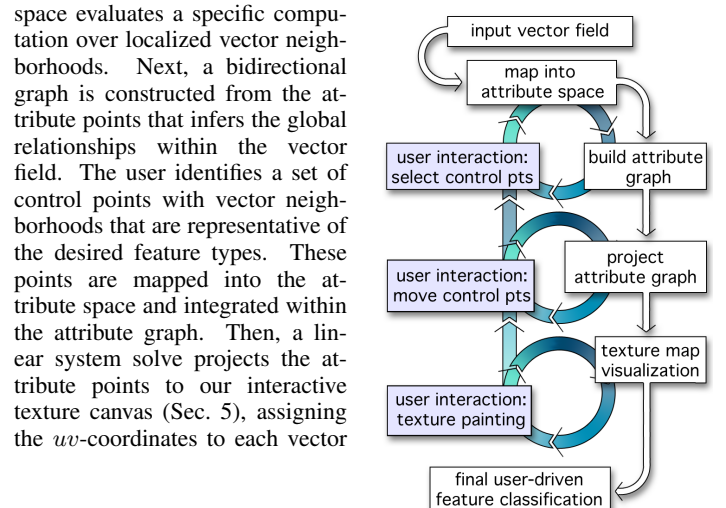 space evaluates a specific compu-
tation over localized vector neigh-
borhoods. Next, a bidirectional
graph is constructed from the at-
tribute points that infers the global
relationships within the vector
field. The user identifies a set of
control points with vector neigh-
borhoods that are representative of
the desired feature types. These
points are mapped into the at-
tribute space and integrated within
the attribute graph. Then, a lin-
ear system solve projects the at-
tribute points to our interactive
texture canvas (Sec. 5), assigning
the uv-coordinates to each vector
input vector field
map into
attribute space
user interaction:
select control pts
build attribute
graph
user interaction:
move control pts
project
attribute graph
texture map
visualization
user interaction:
texture painting
final user-driven
feature classification